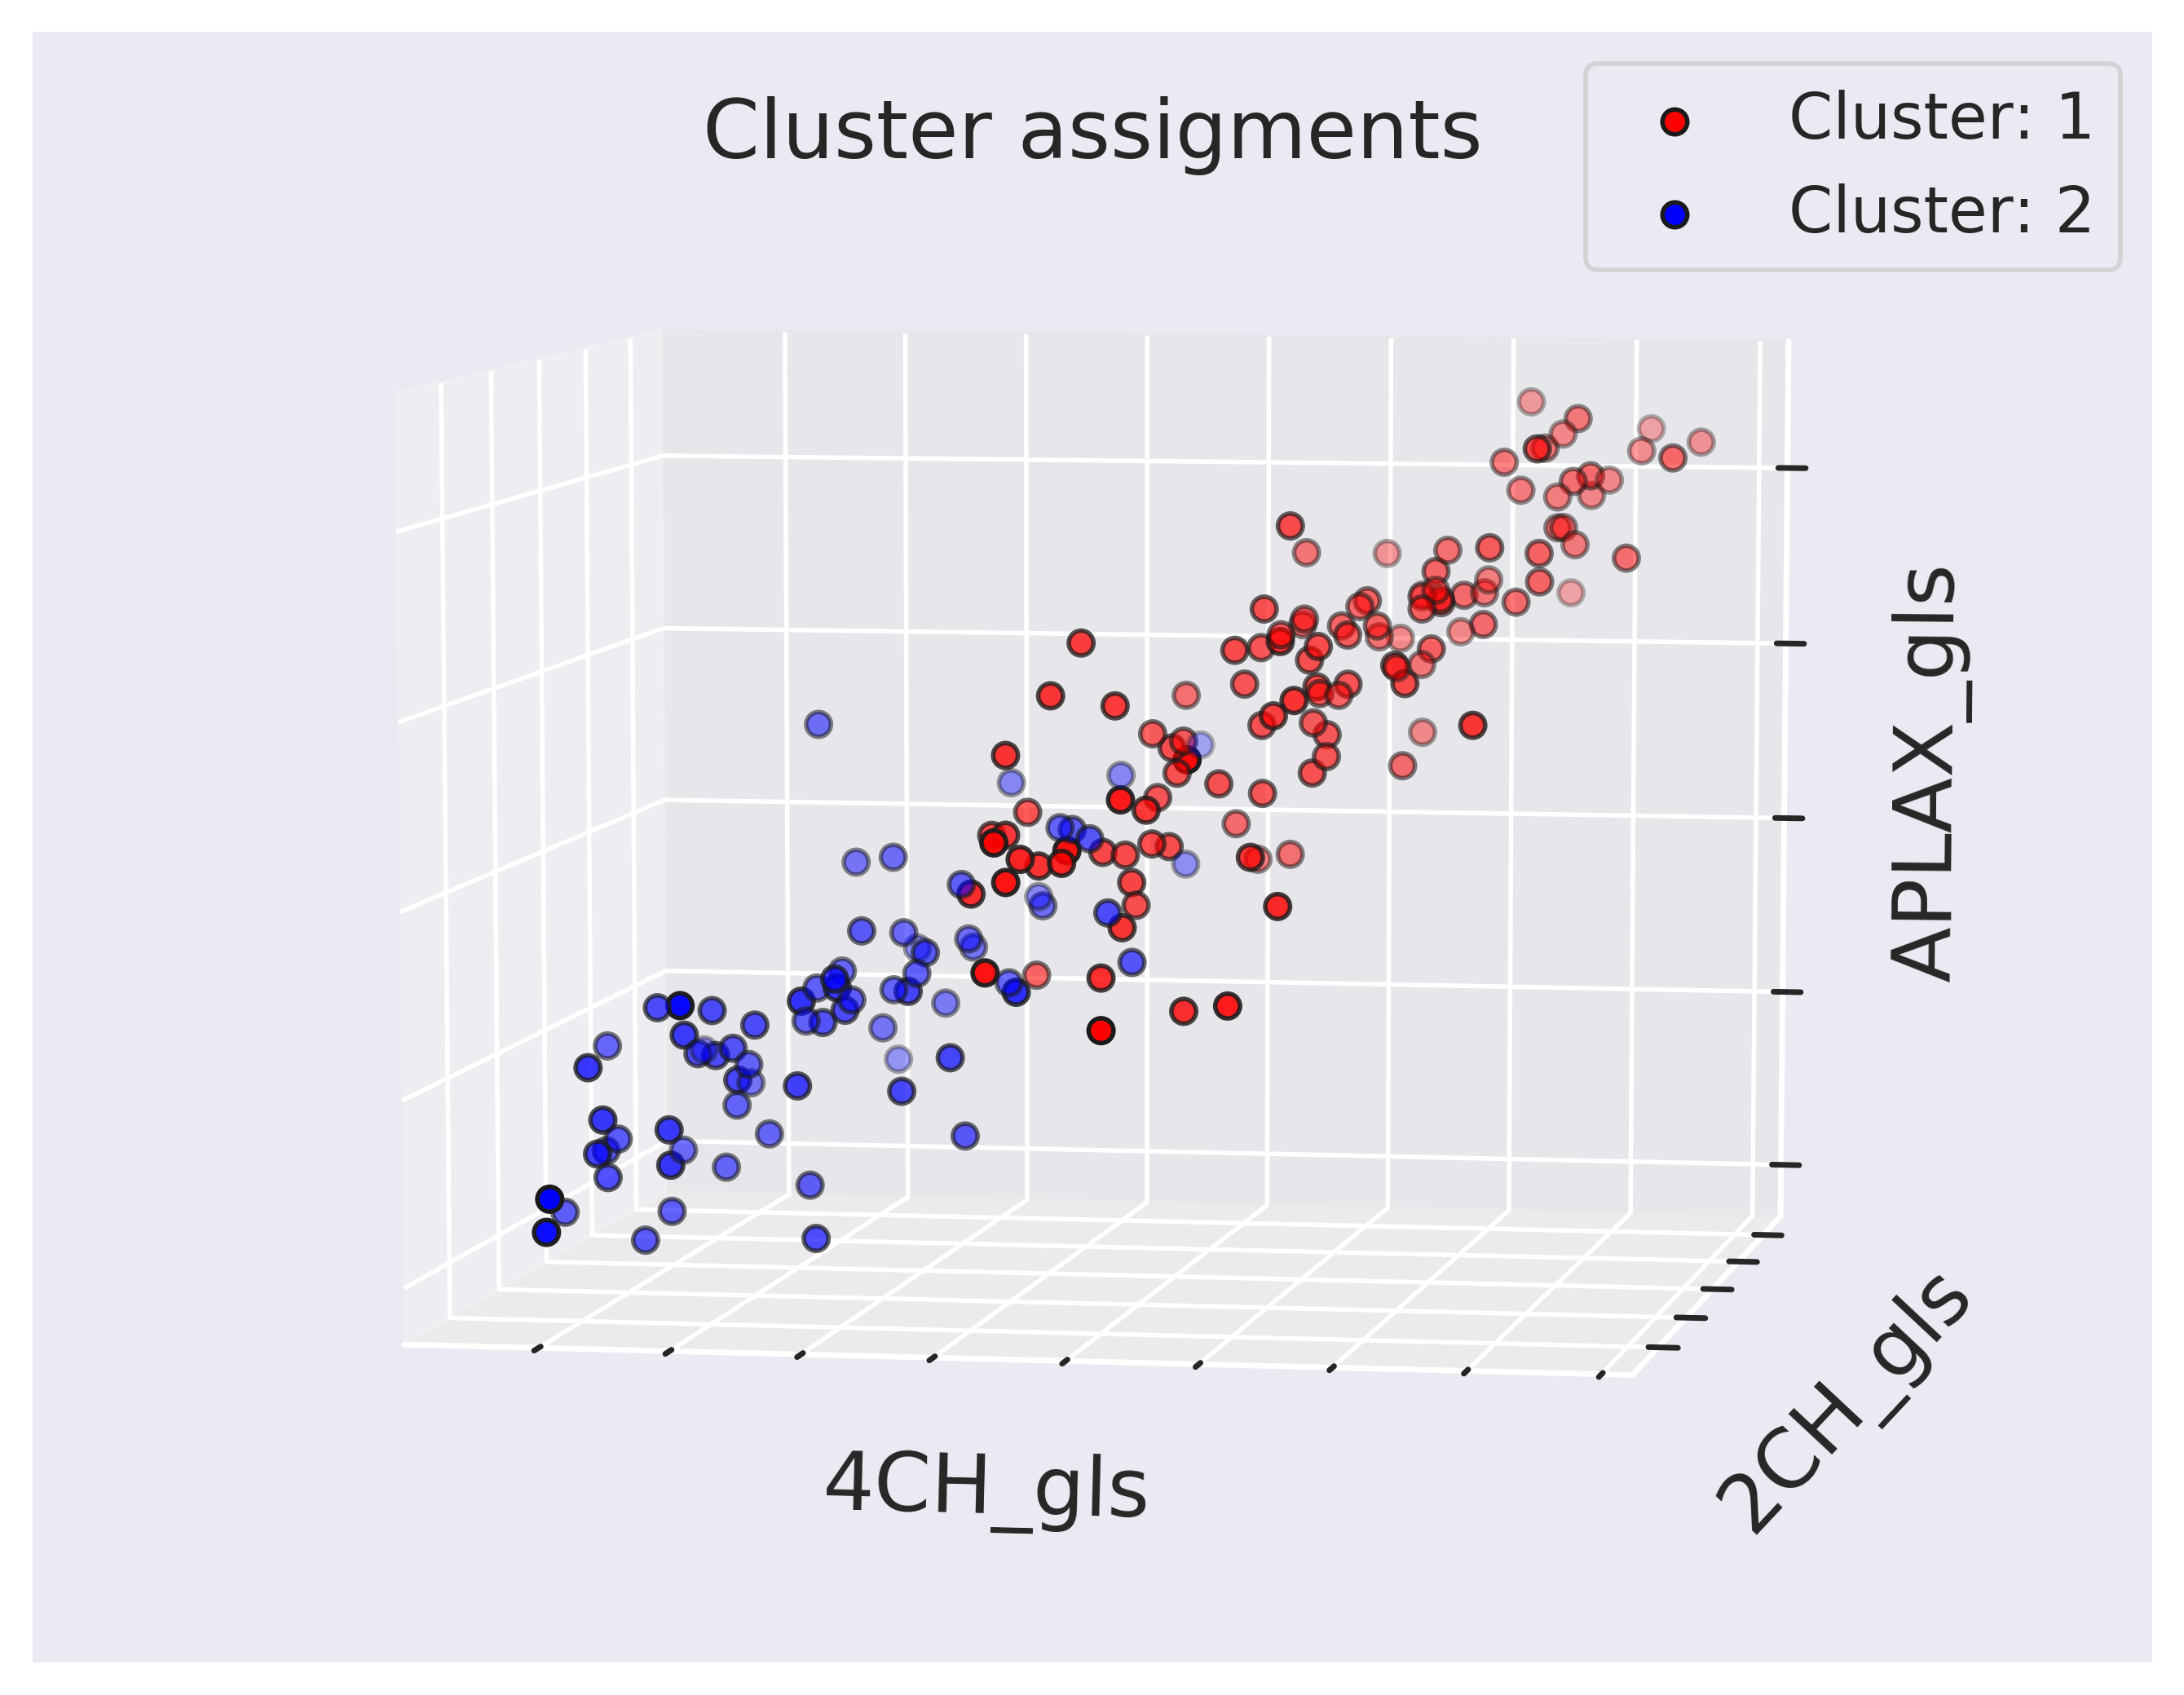 Cluster assigments
Cluster: 1
Cluster: 2
APLAX_gls
2CH_gls
4CH_gls